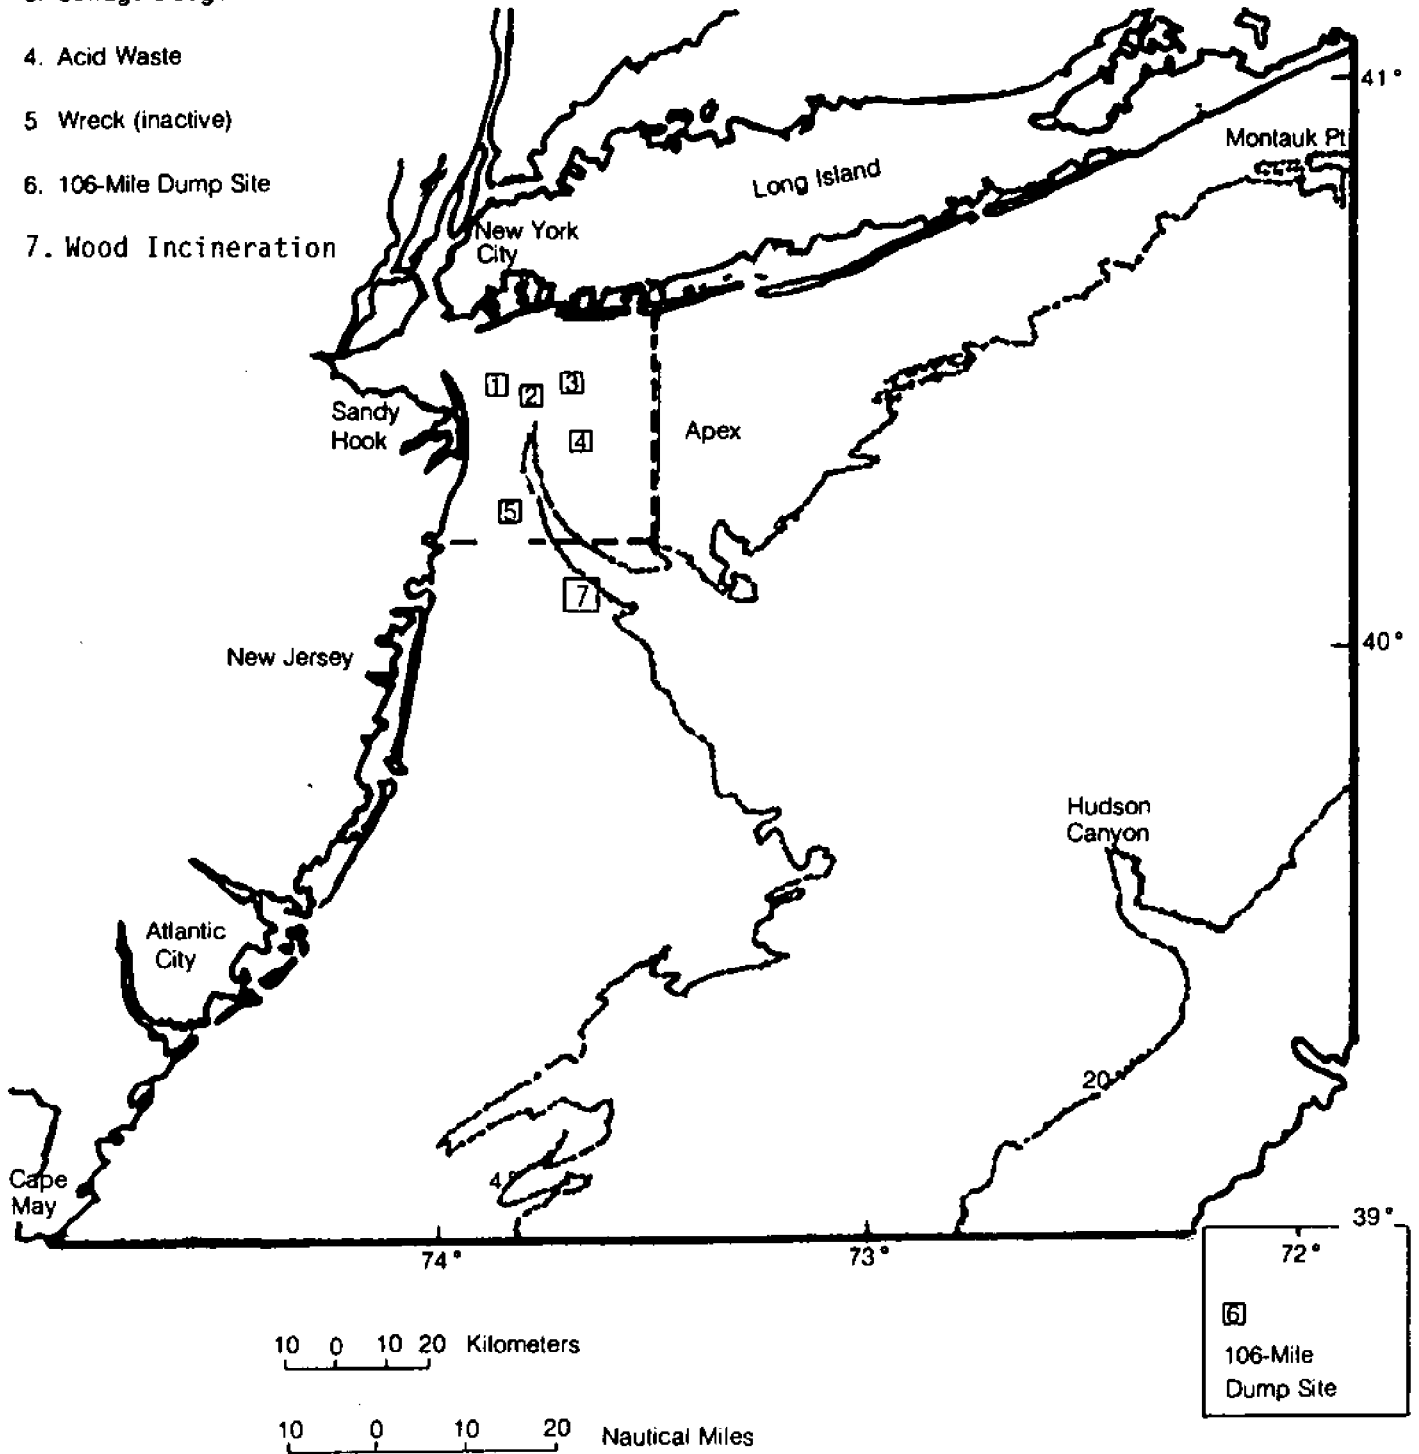 4. Acid Waste
5 Wreck (inactive)
6. 106-Mile Dump Site
7. Wood Incineration
41°
Montauk Pt
Long Island
New York
City
1
2
3
Sandy
Hook
4
Apex
5
7
40°
New Jersey
Hudson
Canyon
Atlantic
City
20
Cape
May
4
39°
74°
73°
72°
6
106-Mile
Dump Site
10 0 10 20 Kilometers
10 0 10 20 Nautical Miles